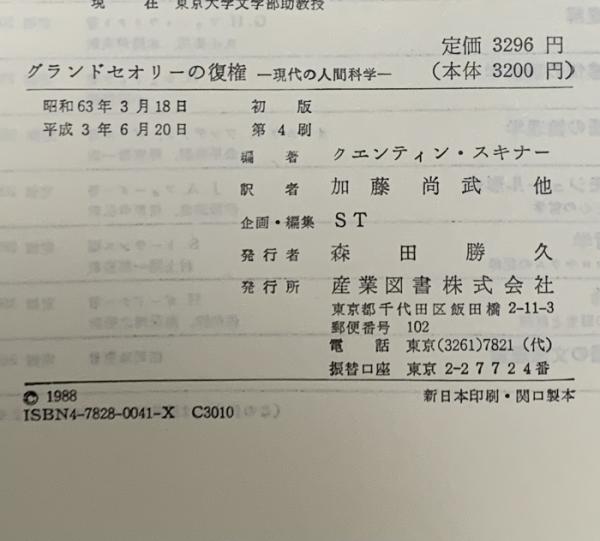 現 在 東京大学文学部助教授
定価 3296 円
グランドセオリーの復権 ―現代の人間科学― (本体 3200 円)
昭和 63 年 3 月 18 日 初 版
平成 3 年 6 月 20 日 第 4 刷
編 著 クエンティン・スキナー
訳 者 加 藤 尚 武 他
企画・編集 S T
発 行 者 森 田 勝 久
発 行 所 産 業 図 書 株 式 会 社
東京都千代田区飯田橋 2-11-3
郵便番号 102
電 話 東京(3261)7821 (代)
振替口座 東京 2-2 7 7 2 4 番
© 1988 新日本印刷・関口製本
ISBN4-7828-0041-X C3010